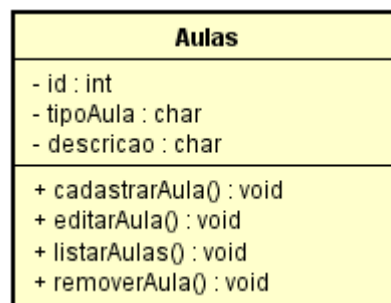 Aulas
- id : int
- tipoAula : char
- descricao : char
+ cadastrarAula() : void
+ editarAula() : void
+ listarAulas() : void
+ removerAula() : void